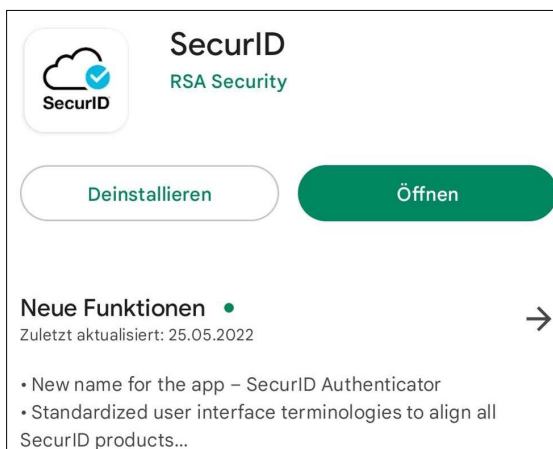 SecurID
RSA Security
SecurID
Deinstallieren
Öffnen
Neue Funktionen
Zuletzt aktualisiert: 25.05.2022
• New name for the app – SecurID Authenticator
• Standardized user interface terminologies to align all
SecurID products...